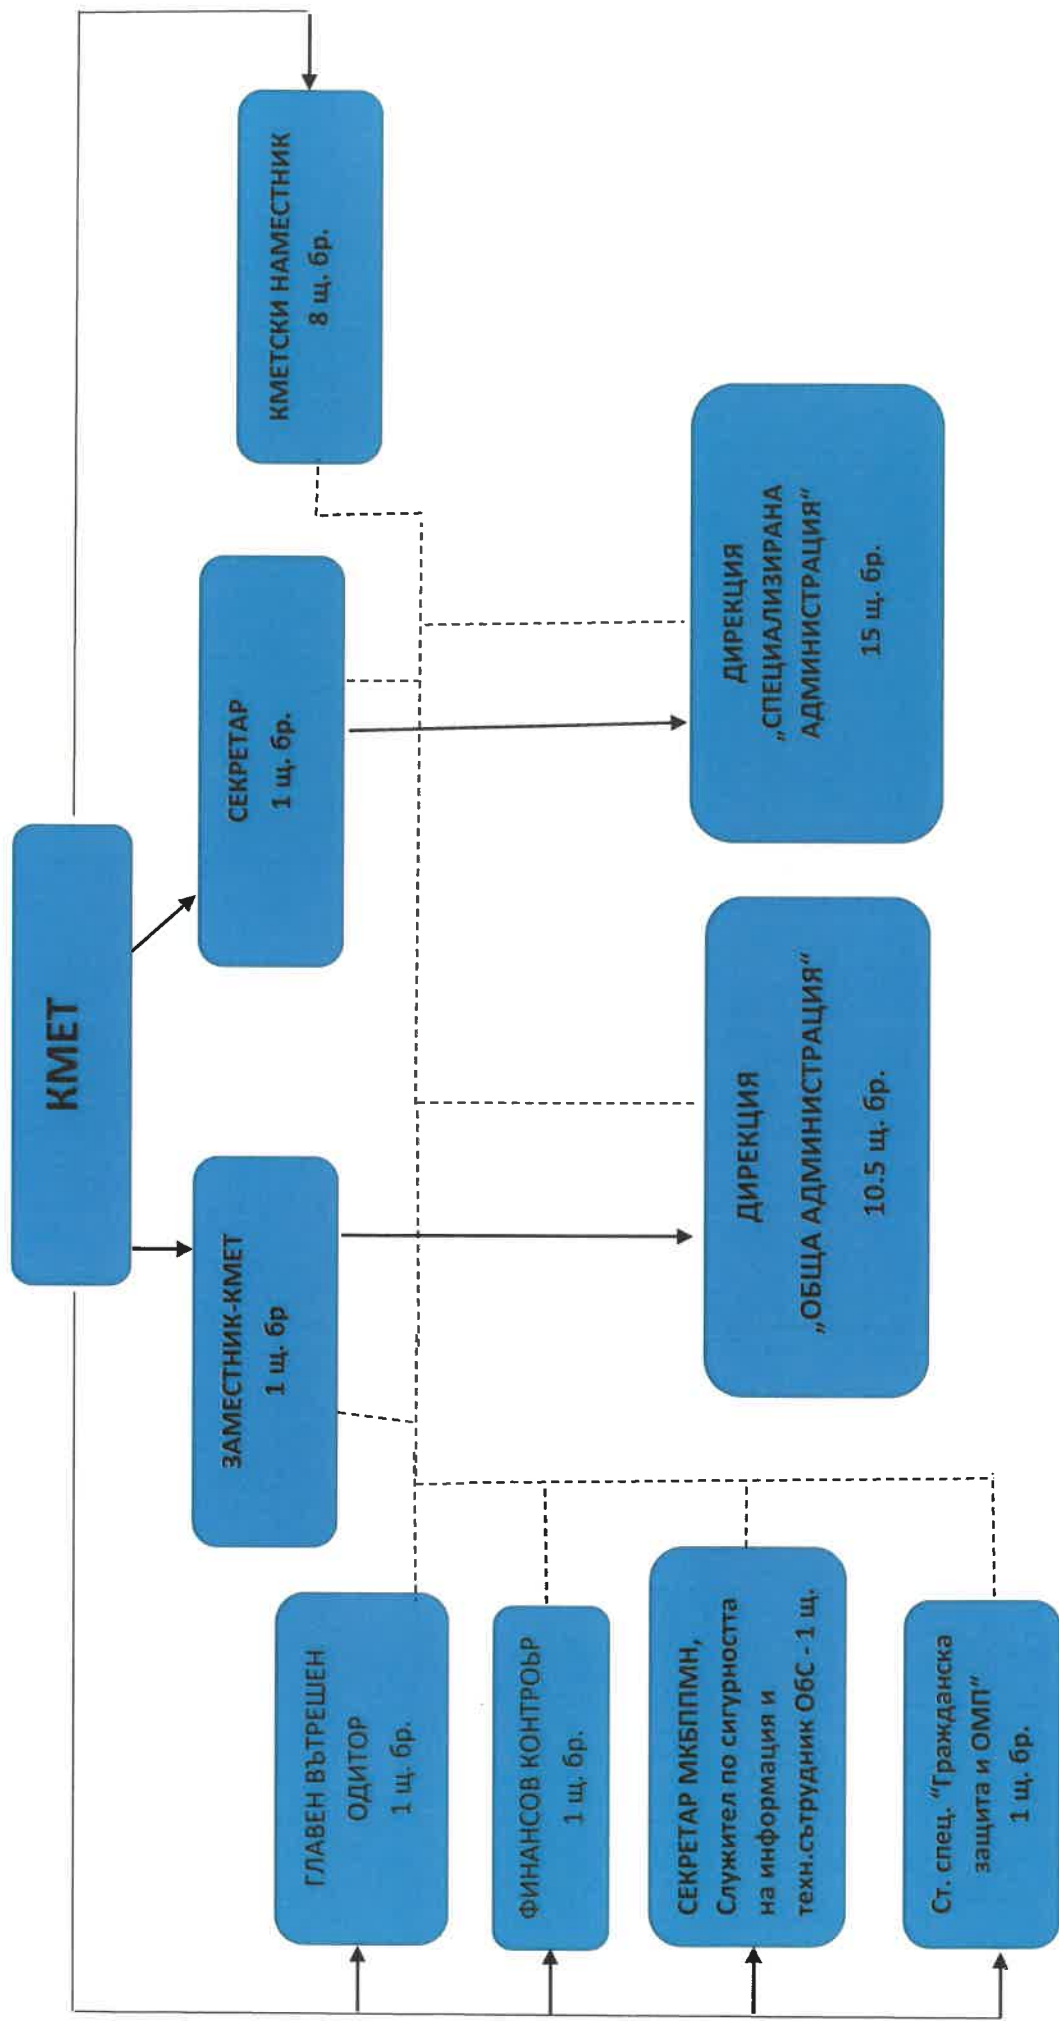 КМЕТ
ЗАМЕСТНИК-КМЕТ
1 щ. бр
СЕКРЕТАР
1 щ. бр.
КМЕТСКИ НАМЕСТНИК
8 щ. бр.
ГЛАВЕН ВЪТРЕШЕН
ОДИТОР
1 щ. бр.
ФИНАНСОВ КОНТРОЬР
1 щ. бр.
СЕКРЕТАР МКБППМН,
Служител по сигурността
на информация и
техн.сътрудник ОбС - 1 щ.
Ст. спец. "Гражданска
защита и ОМП"
1 щ. бр.
ДИРЕКЦИЯ
„ОБЩА АДМИНИСТРАЦИЯ“
10.5 щ. бр.
ДИРЕКЦИЯ
„СПЕЦИАЛИЗИРАНА
АДМИНИСТРАЦИЯ“
15 щ. бр.